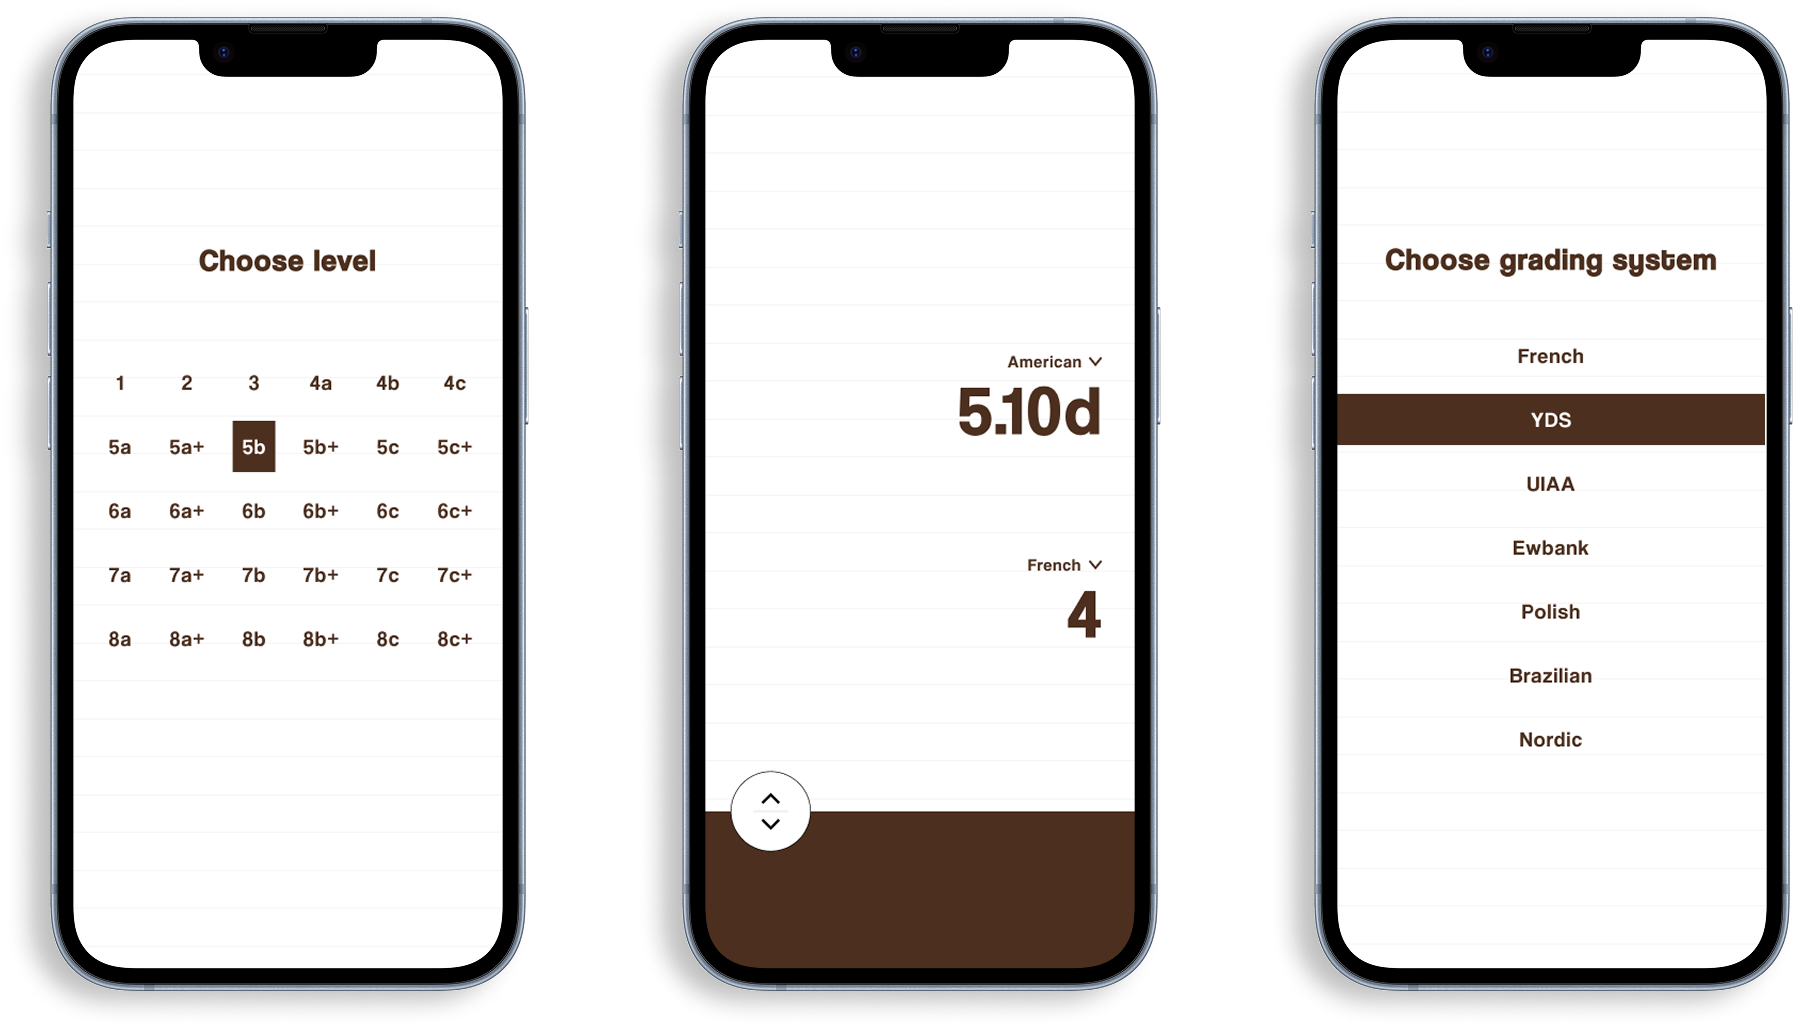 Choose level
1 2 3 4a 4b 4c
5a 5a+ 5b 5b+ 5c 5c+
6a 6a+ 6b 6b+ 6c 6c+
7a 7a+ 7b 7b+ 7c 7c+
8a 8a+ 8b 8b+ 8c 8c+
American
5.10d
French
4
Choose grading system
French
YDS
UIAA
Ewbank
Polish
Brazilian
Nordic